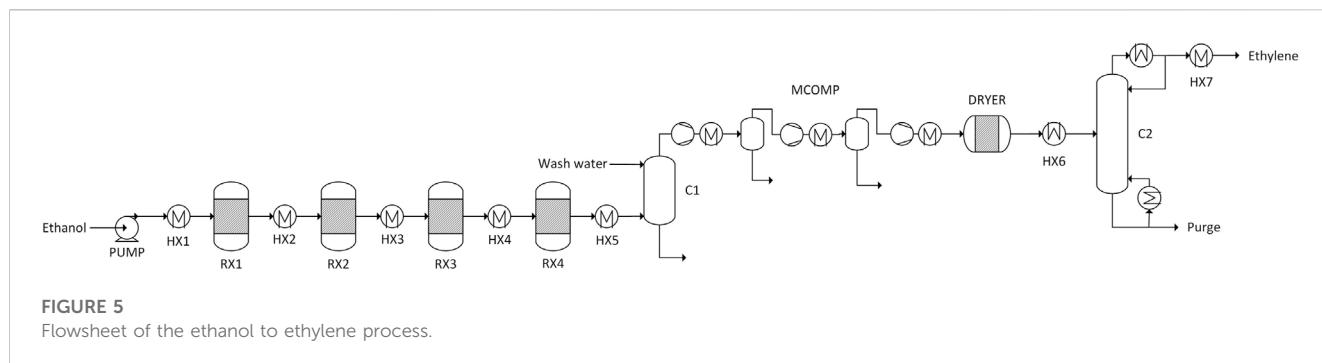 Ethanol
PUMP
HX1
RX1
HX2
RX2
HX3
RX3
HX4
RX4
HX5
Wash water
C1
MCOMP
DRYER
HX6
C2
HX7
Ethylene
Purge
FIGURE 5
Flowsheet of the ethanol to ethylene process.